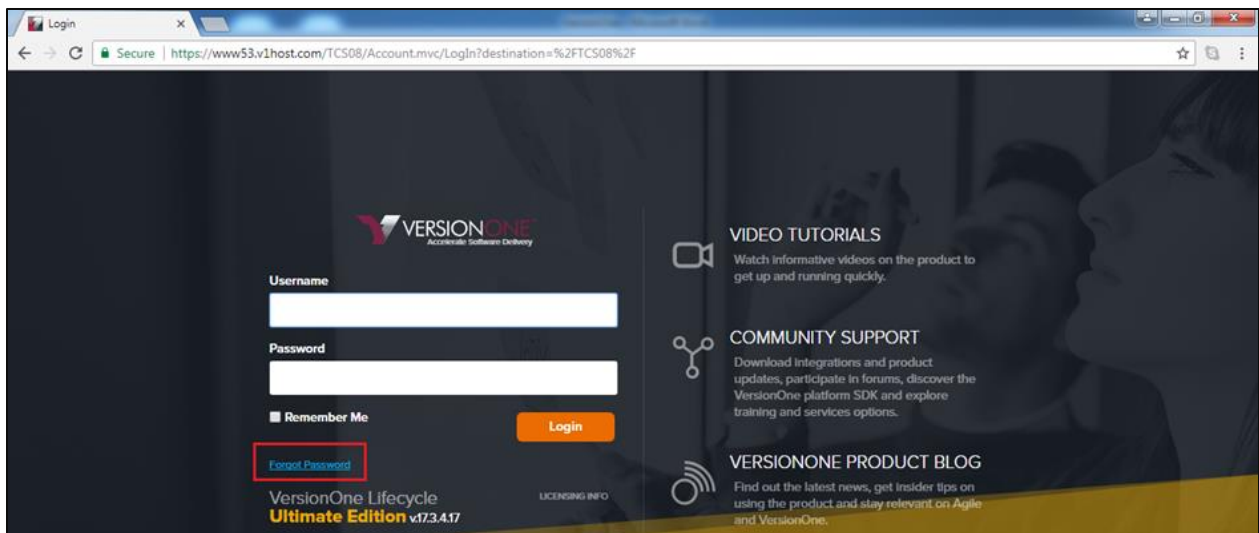 Login
Secure | https://www53.v1host.com/TCS08/Account.mvc/LogIn?destination=%2FTCS08%2F
VERSIONONE
Accelerate Software Delivery
Username
Password
Remember Me
Login
Forgot Password
VersionOne Lifecycle
LICENSING INFO
Ultimate Edition v.17.3.4.17
VIDEO TUTORIALS
Watch informative videos on the product to
get up and running quickly.
COMMUNITY SUPPORT
Download integrations and product
updates, participate in forums, discover the
VersionOne platform SDK and explore
training and services options.
VERSIONONE PRODUCT BLOG
Find out the latest news, get insider tips on
using the product and stay relevant on Agile
and VersionOne.